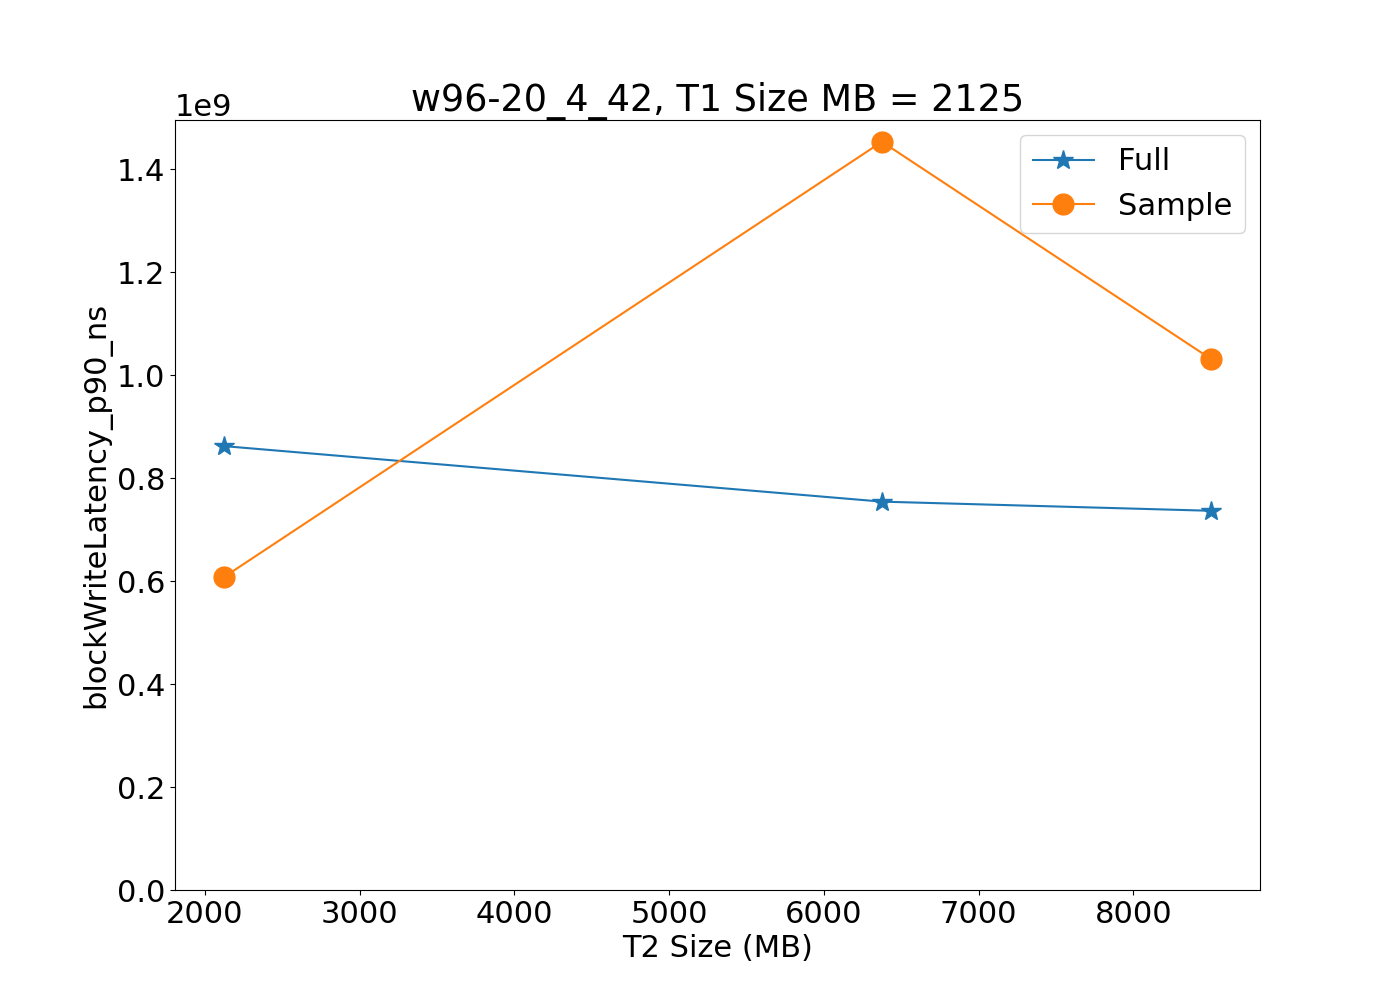 w96-20_4_42, T1 Size MB = 2125
1e9
Full
Sample
1.4
1.2
1.0
0.8
0.6
0.4
0.2
0.0
blockWriteLatency_p90_ns
2000 3000 4000 5000 6000 7000 8000
T2 Size (MB)